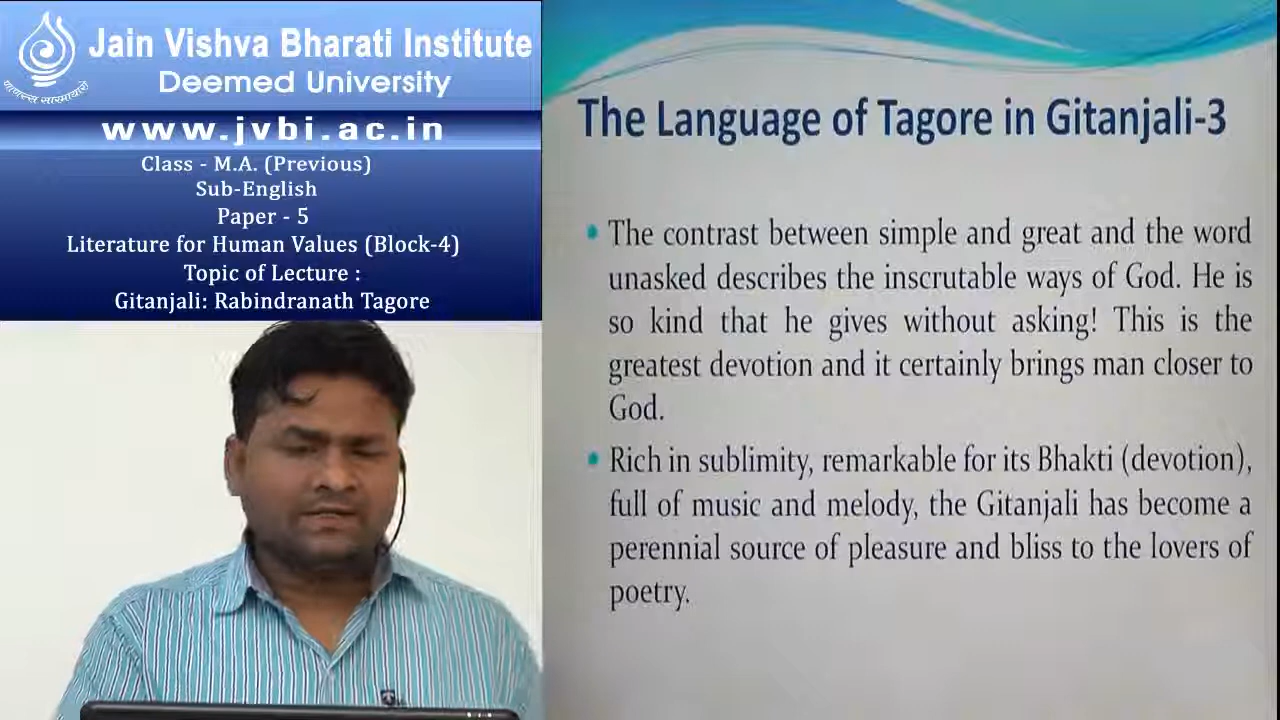 Jain Vishva Bharati Institute
Deemed University
www.jvbi.ac.in
Class - M.A. (Previous)
Sub-English
Paper - 5
Literature for Human Values (Block-4)
Topic of Lecture :
Gitanjali: Rabindranath Tagore
The Language of Tagore in Gitanjali-3
• The contrast between simple and great and the word
unasked describes the inscrutable ways of God. He is
so kind that he gives without asking! This is the
greatest devotion and it certainly brings man closer to
God.
• Rich in sublimity, remarkable for its Bhakti (devotion),
full of music and melody, the Gitanjali has become a
perennial source of pleasure and bliss to the lovers of
poetry.